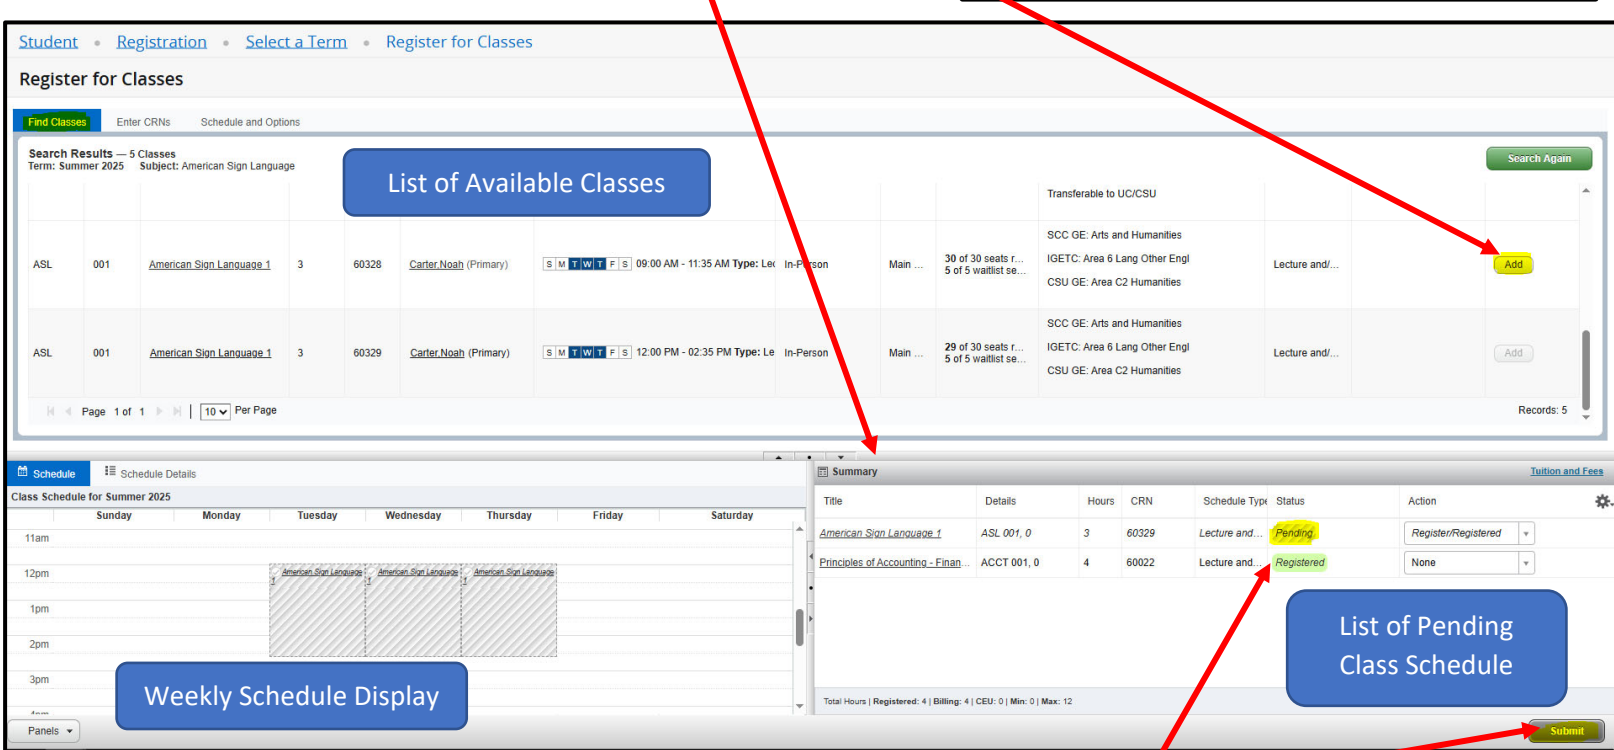 Student • Registration • Select a Term • Register for Classes
Register for Classes
Find Classes Enter CRNs Schedule and Options
Search Results — 5 Classes
Term: Summer 2025 Subject: American Sign Language
List of Available Classes
Search Again
Transferable to UC/CSU
ASL 001 American Sign Language 1 3 60328 Carter,Noah (Primary) S M T W T F S 09:00 AM - 11:35 AM Type: Lec In-Person Main ... 30 of 30 seats r... 5 of 5 waitlist se... SCC GE: Arts and Humanities Lecture and/... Add
IGETC: Area 6 Lang Other Engl
CSU GE: Area C2 Humanities
ASL 001 American Sign Language 1 3 60329 Carter,Noah (Primary) S M T W T F S 12:00 PM - 02:35 PM Type: Le In-Person Main ... 29 of 30 seats r... 5 of 5 waitlist se... SCC GE: Arts and Humanities Lecture and/... Add
IGETC: Area 6 Lang Other Engl
CSU GE: Area C2 Humanities
Page 1 of 1 | 10 Per Page
Records: 5
Schedule Schedule Details
Class Schedule for Summer 2025
Sunday Monday Tuesday Wednesday Thursday Friday Saturday
11am
12pm
American Sign Language 1 American Sign Language 1 American Sign Language 1
1pm
2pm
3pm
4pm
Weekly Schedule Display
Panels
Summary
Tuition and Fees
Title Details Hours CRN Schedule Type Status Action
American Sign Language 1 ASL 001, 0 3 60329 Lecture and... Pending Register/Registered
Principles of Accounting - Finan... ACCT 001, 0 4 60022 Lecture and... Registered None
List of Pending
Class Schedule
Total Hours | Registered: 4 | Billing: 4 | CEU: 0 | Min: 0 | Max: 12
Submit